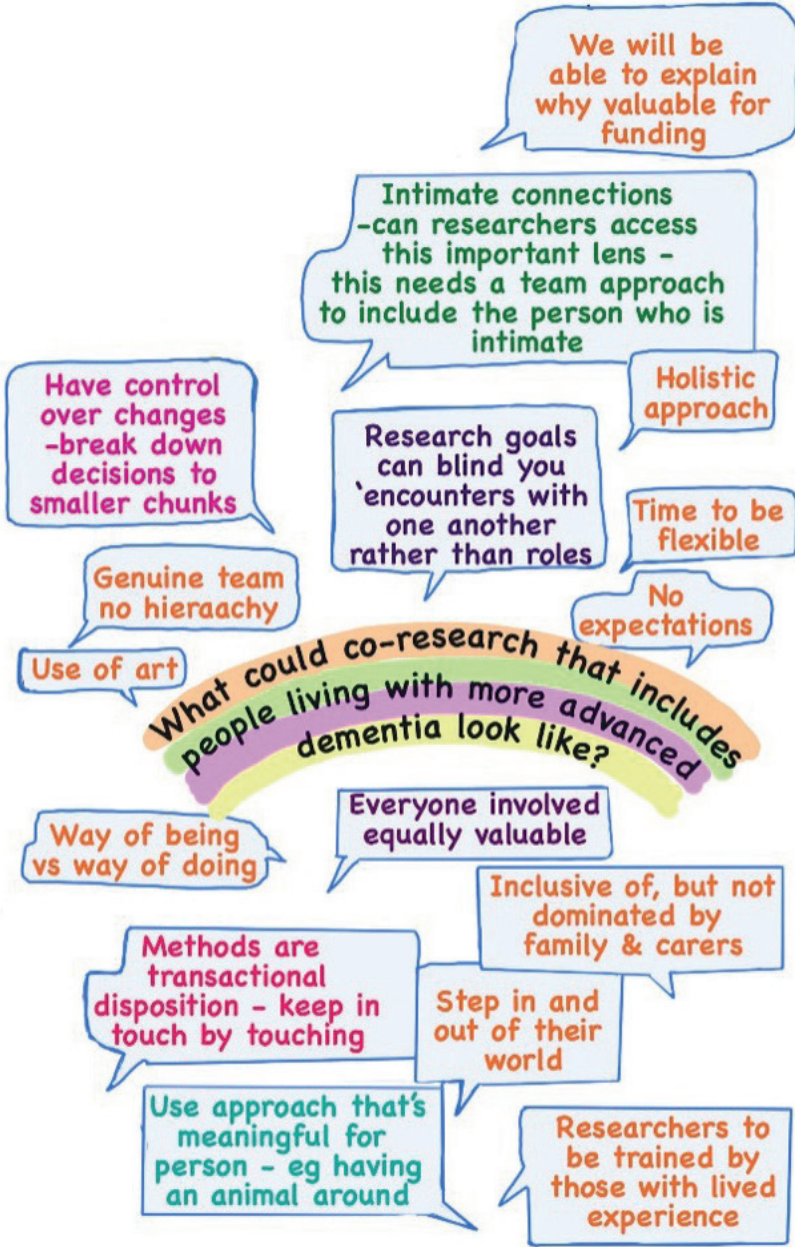 We will be
able to explain
why valuable for
funding
Intimate connections
-can researchers access
this important lens -
this needs a team approach
to include the person who is
intimate
Holistic
approach
Have control
over changes
-break down
decisions to
smaller chunks
Research goals
can blind you
'encounters with
one another
rather than roles
Time to be
flexible
Genuine team
no hieraachy
No
expectations
Use of art
What could co-research that includes
people living with more advanced
dementia look like?
Everyone involved
equally valuable
Way of being
vs way of doing
Inclusive of, but not
dominated by
family & carers
Methods are
transactional
disposition - keep in
touch by touching
Step in and
out of their
world
Use approach that's
meaningful for
person - eg having
an animal around
Researchers to
be trained by
those with lived
experience